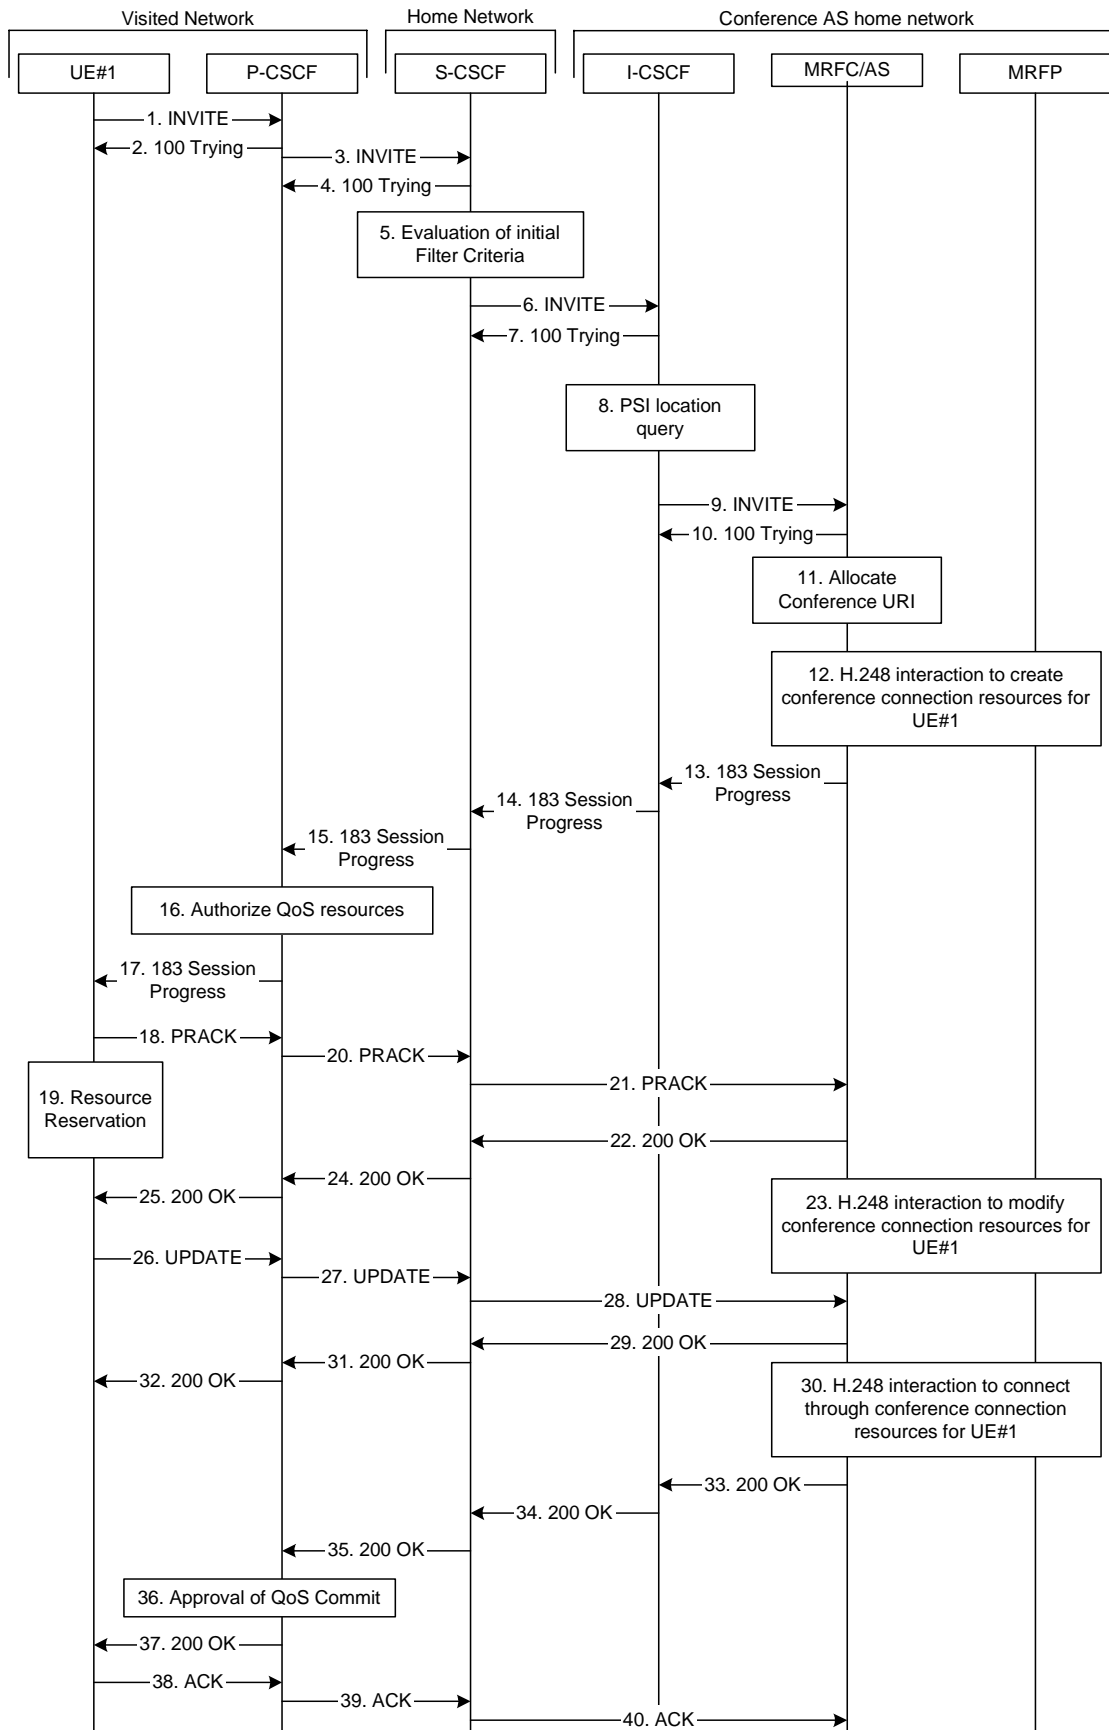 Visited Network
Home Network
Conference AS home network
UE#1
P-CSCF
S-CSCF
I-CSCF
MRFC/AS
MRFP
1. INVITE
2. 100 Trying
3. INVITE
4. 100 Trying
5. Evaluation of initial
Filter Criteria
6. INVITE
7. 100 Trying
8. PSI location
query
9. INVITE
10. 100 Trying
11. Allocate
Conference URI
12. H.248 interaction to create
conference connection resources for
UE#1
13. 183 Session
Progress
14. 183 Session
Progress
15. 183 Session
Progress
16. Authorize QoS resources
17. 183 Session
Progress
18. PRACK
20. PRACK
19. Resource
Reservation
21. PRACK
22. 200 OK
24. 200 OK
25. 200 OK
23. H.248 interaction to modify
conference connection resources for
UE#1
26. UPDATE
27. UPDATE
28. UPDATE
29. 200 OK
31. 200 OK
32. 200 OK
30. H.248 interaction to connect
through conference connection
resources for UE#1
33. 200 OK
34. 200 OK
35. 200 OK
36. Approval of QoS Commit
37. 200 OK
38. ACK
39. ACK
40. ACK